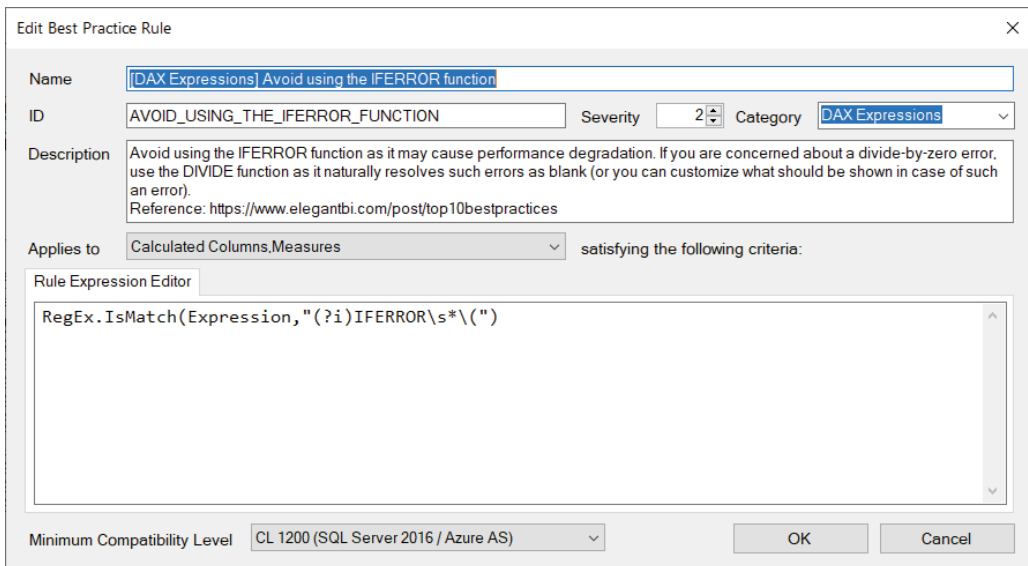 Edit Best Practice Rule
Name [DAX Expressions] Avoid using the IFERROR function
ID AVOID_USING_THE_IFERROR_FUNCTION Severity 2 Category DAX Expressions
Description Avoid using the IFERROR function as it may cause performance degradation. If you are concerned about a divide-by-zero error,
use the DIVIDE function as it naturally resolves such errors as blank (or you can customize what should be shown in case of such
an error).
Reference: https://www.elegantbi.com/post/top10bestpractices
Applies to Calculated Columns,Measures satisfying the following criteria:
Rule Expression Editor
RegEx.IsMatch(Expression,"(?i)IFERROR\s*\(")
Minimum Compatibility Level CL 1200 (SQL Server 2016 / Azure AS) OK Cancel